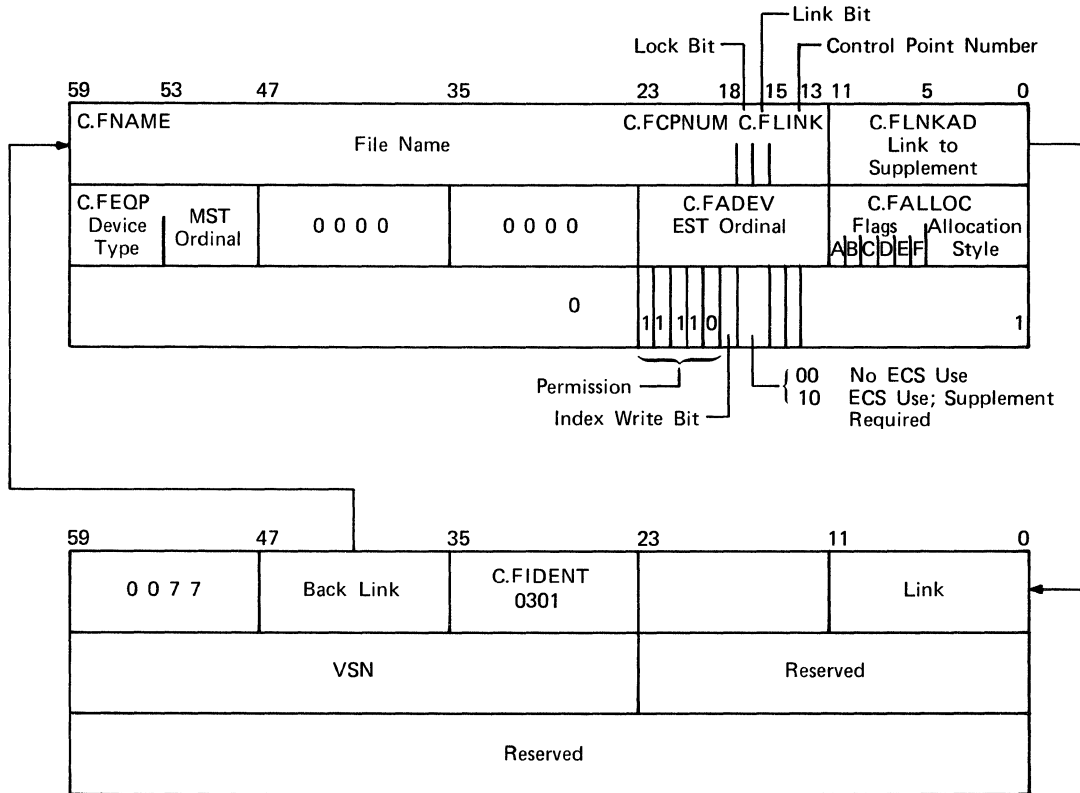 Link Bit
Lock Bit
Control Point Number
59 53 47 35 23 18 15 13 11 5 0
C.FNAME
File Name
C.FCPNUM C.FLINK
C.FLNKAD
Link to
Supplement
C.FEQP
Device
Type
MST
Ordinal
0 0 0 0
0 0 0 0
C.FADEV
EST Ordinal
C.FALLOC
Flags
A B C D E F
Allocation
Style
0
1 1 1 1 0
1
Permission
Index Write Bit
00 No ECS Use
10 ECS Use; Supplement
Required
59 47 35 23 11 0
0 0 7 7
Back Link
C.FIDENT
0301
Link
VSN
Reserved
Reserved